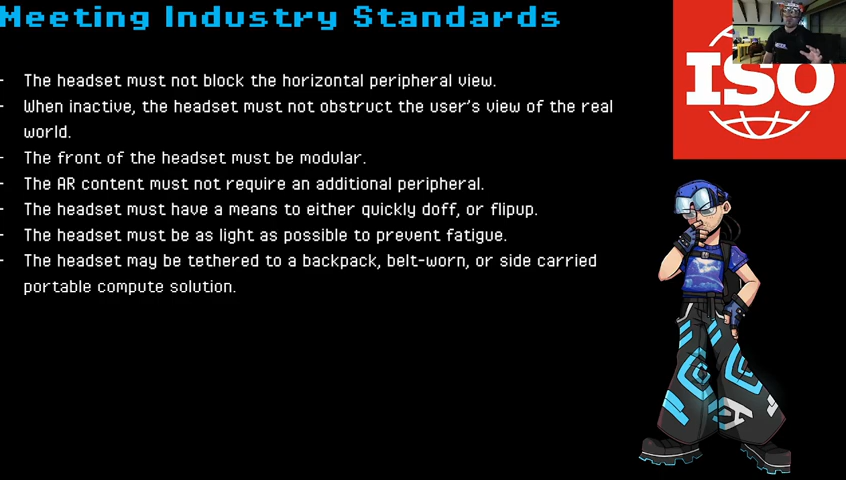 Meeting Industry Standards
- The headset must not block the horizontal peripheral view.
- When inactive, the headset must not obstruct the user's view of the real
world.
- The front of the headset must be modular.
- The AR content must not require an additional peripheral.
- The headset must have a means to either quickly doff, or flipup.
- The headset must be as light as possible to prevent fatigue.
- The headset may be tethered to a backpack, belt-worn, or side carried
portable compute solution.
ISO